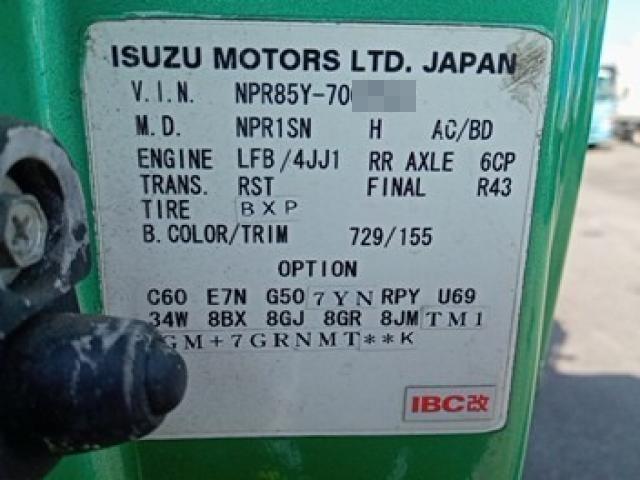 ISUZU MOTORS LTD. JAPAN
V.I.N. NPR85Y-70
M.D. NPR1SN H AC/BD
ENGINE LFB/4JJ1 RR AXLE 6CP
TRANS. RST FINAL R43
TIRE BXP
B.COLOR/TRIM 729/155
OPTION
C60 E7N G50 7YN RPY U69
34W 8BX 8GJ 8GR 8JM TM1
GM+7GRNMT**K
IBC改